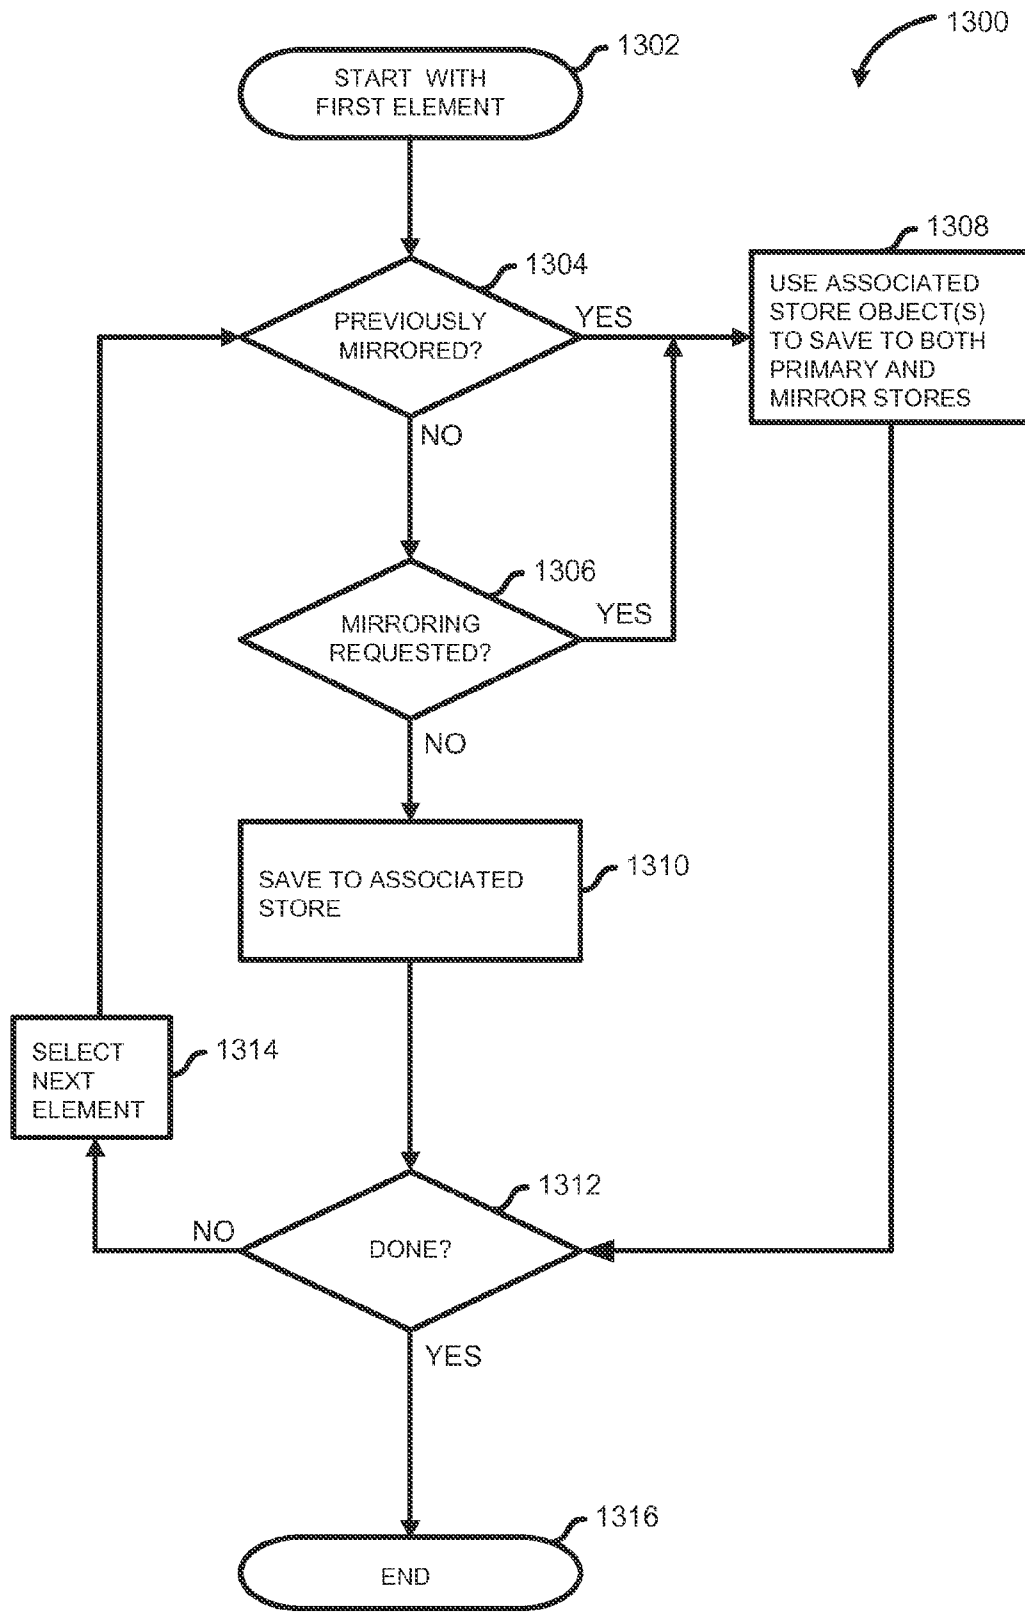 1300
1302
START WITH
FIRST ELEMENT
1304
PREVIOUSLY
MIRRORED?
YES
NO
1308
USE ASSOCIATED
STORE OBJECT(S)
TO SAVE TO BOTH
PRIMARY AND
MIRROR STORES
1306
MIRRORING
REQUESTED?
YES
NO
1310
SAVE TO ASSOCIATED
STORE
1314
SELECT
NEXT
ELEMENT
1312
DONE?
NO
YES
1316
END